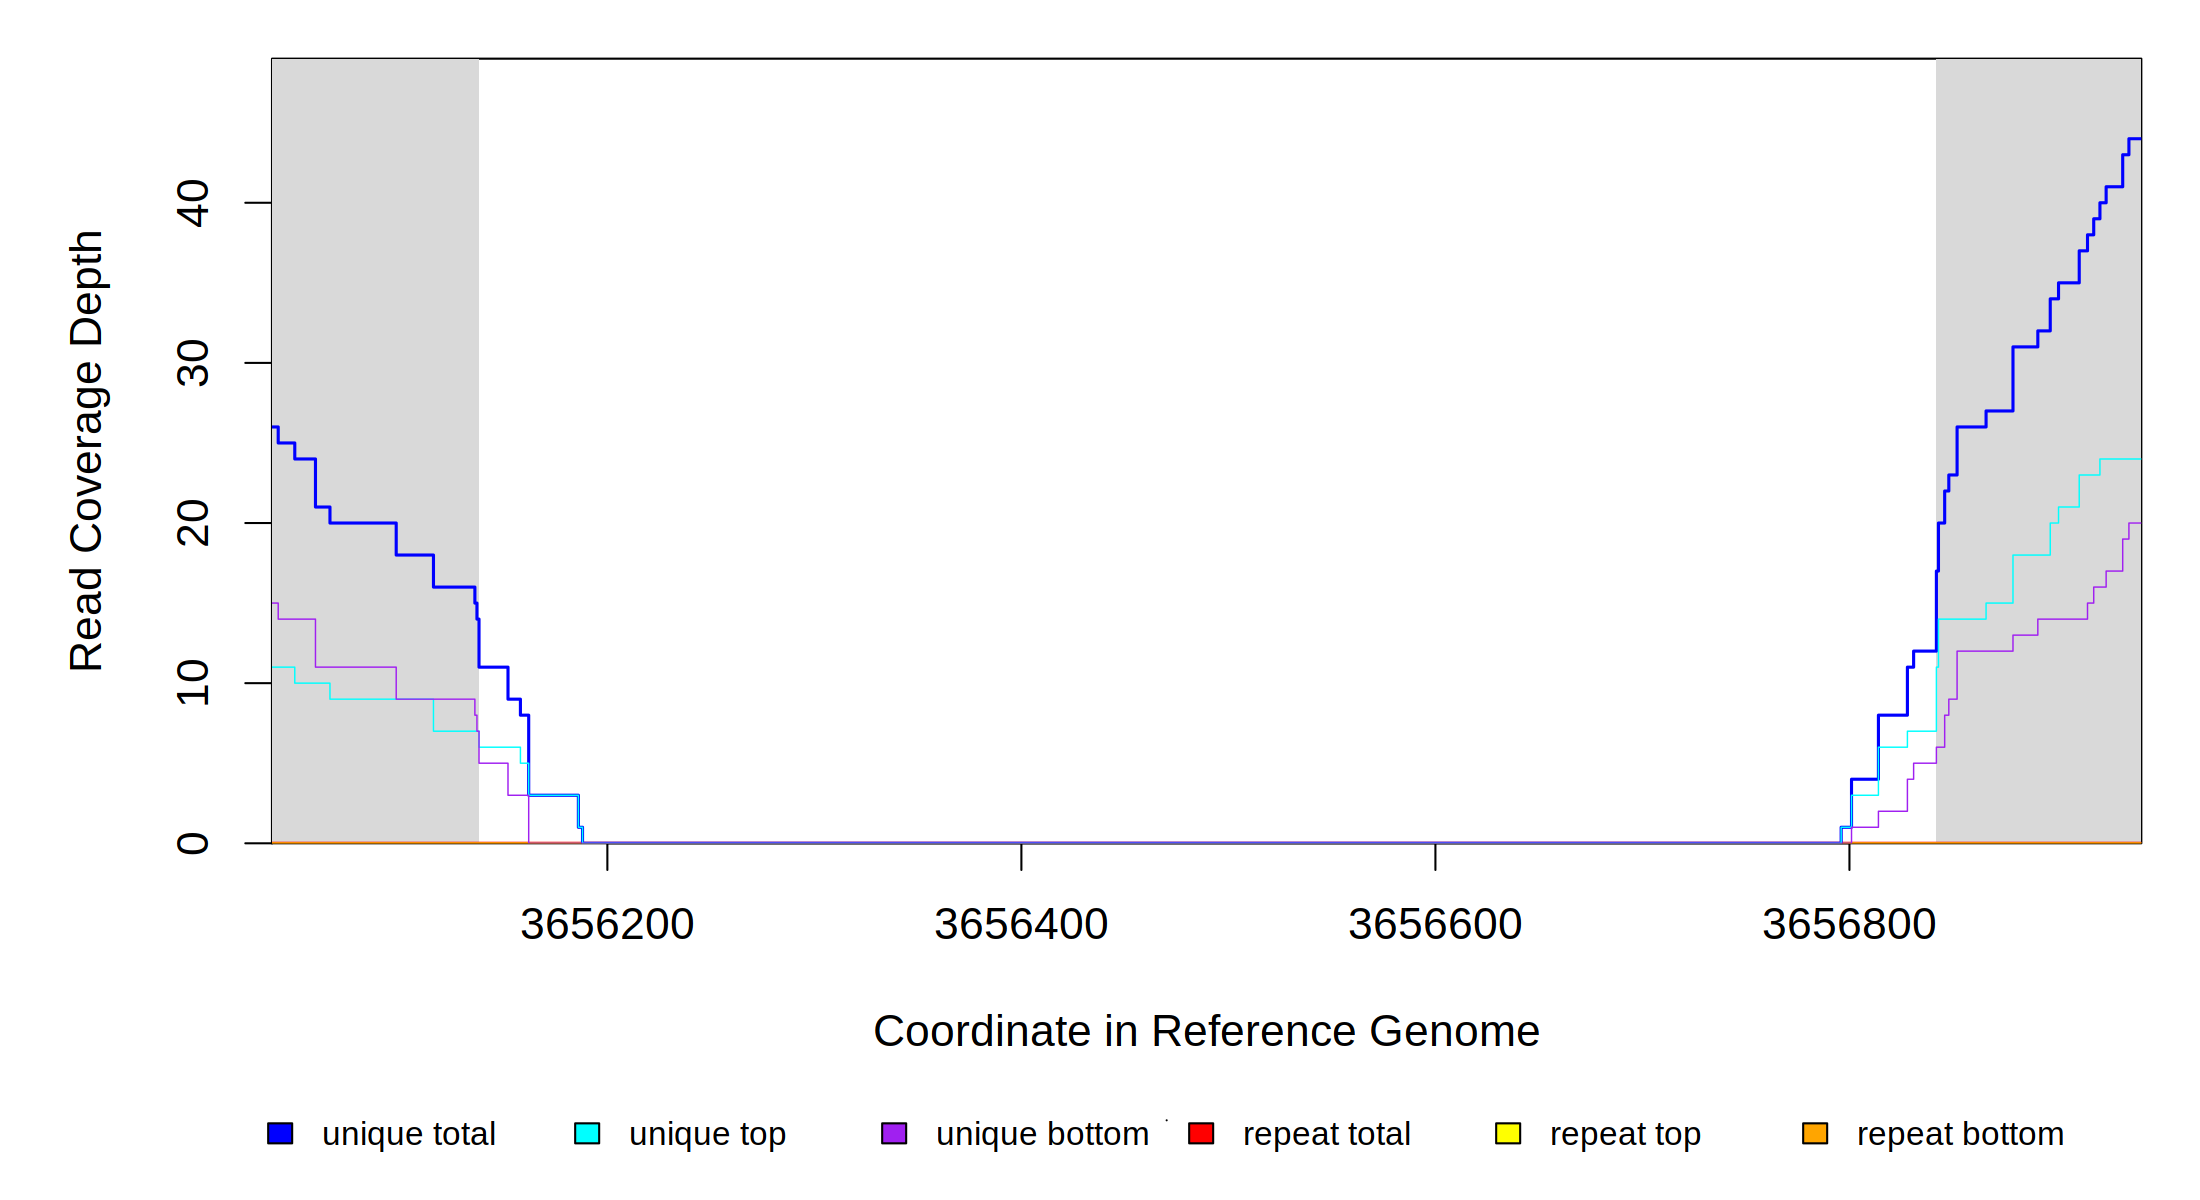 Read Coverage Depth
40
30
20
10
0
3656200 3656400 3656600 3656800
Coordinate in Reference Genome
unique total unique top unique bottom repeat total repeat top repeat bottom